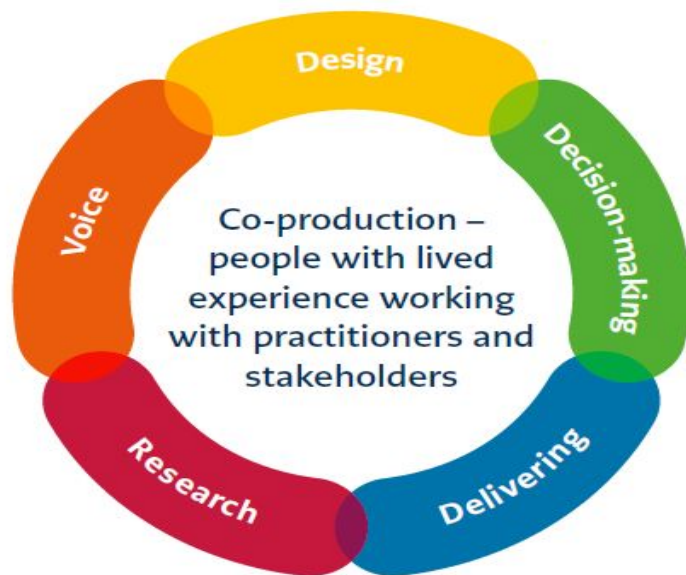 Design
Decision-making
Delivering
Research
Voice
Co-production –
people with lived
experience working
with practitioners and
stakeholders